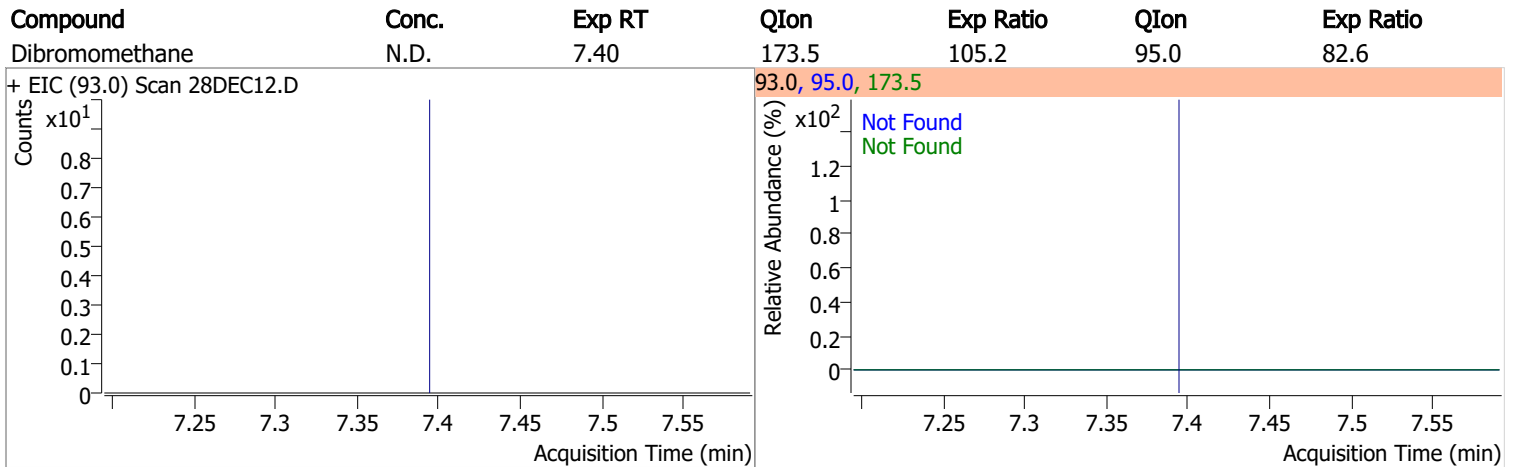 Compound Conc. Exp RT QIon Exp Ratio QIon Exp Ratio
Dibromomethane N.D. 7.40 173.5 105.2 95.0 82.6
+ EIC (93.0) Scan 28DEC12.D
Counts
x10¹
0.8
0.7
0.6
0.5
0.4
0.3
0.2
0.1
0
7.25 7.3 7.35 7.4 7.45 7.5 7.55
Acquisition Time (min)
93.0, 95.0, 173.5
Relative Abundance (%)
x10²
Not Found
Not Found
1.2
1
0.8
0.6
0.4
0.2
0
7.25 7.3 7.35 7.4 7.45 7.5 7.55
Acquisition Time (min)